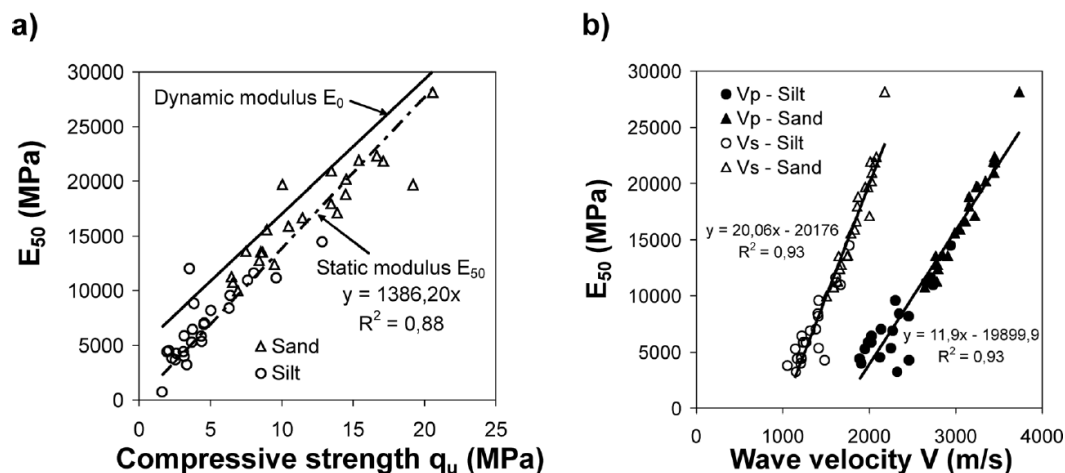 a)
30000
25000
20000
15000
10000
5000
0
E50 (MPa)
Dynamic modulus E0
Static modulus E50
y = 1386,20x
R2 = 0,88
Sand
Silt
0 5 10 15 20 25
Compressive strength qu (MPa)
b)
30000
25000
20000
15000
10000
5000
0
E50 (MPa)
Vp - Silt
Vp - Sand
Vs - Silt
Vs - Sand
y = 20,06x - 20176
R2 = 0,93
y = 11,9x - 19899,9
R2 = 0,93
0 1000 2000 3000 4000
Wave velocity V (m/s)